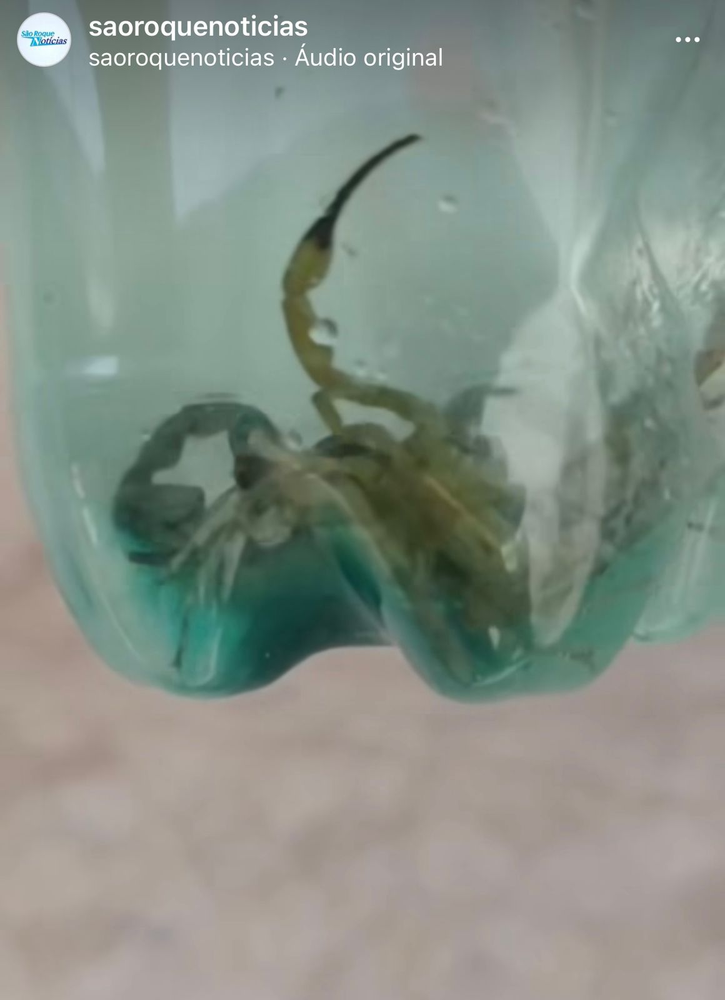 São Roque
Notícias
saoroquenoticias
saoroquenoticias · Áudio original